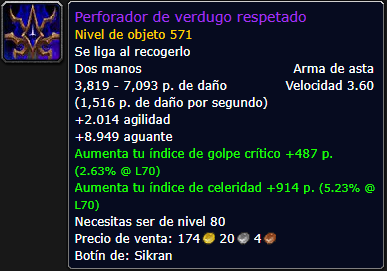 Perforador de verdugo respetado
Nivel de objeto 571
Se liga al recogerlo
Dos manos Arma de asta
3,819 - 7,093 p. de daño Velocidad 3.60
(1,516 p. de daño por segundo)
+2.014 agilidad
+8.949 aguante
Aumenta tu índice de golpe crítico +487 p.
(2.63% @ L70)
Aumenta tu índice de celeridad +914 p. (5.23% @
L70)
Necesitas ser de nivel 80
Precio de venta: 174 20 4
Botín de: Sikran